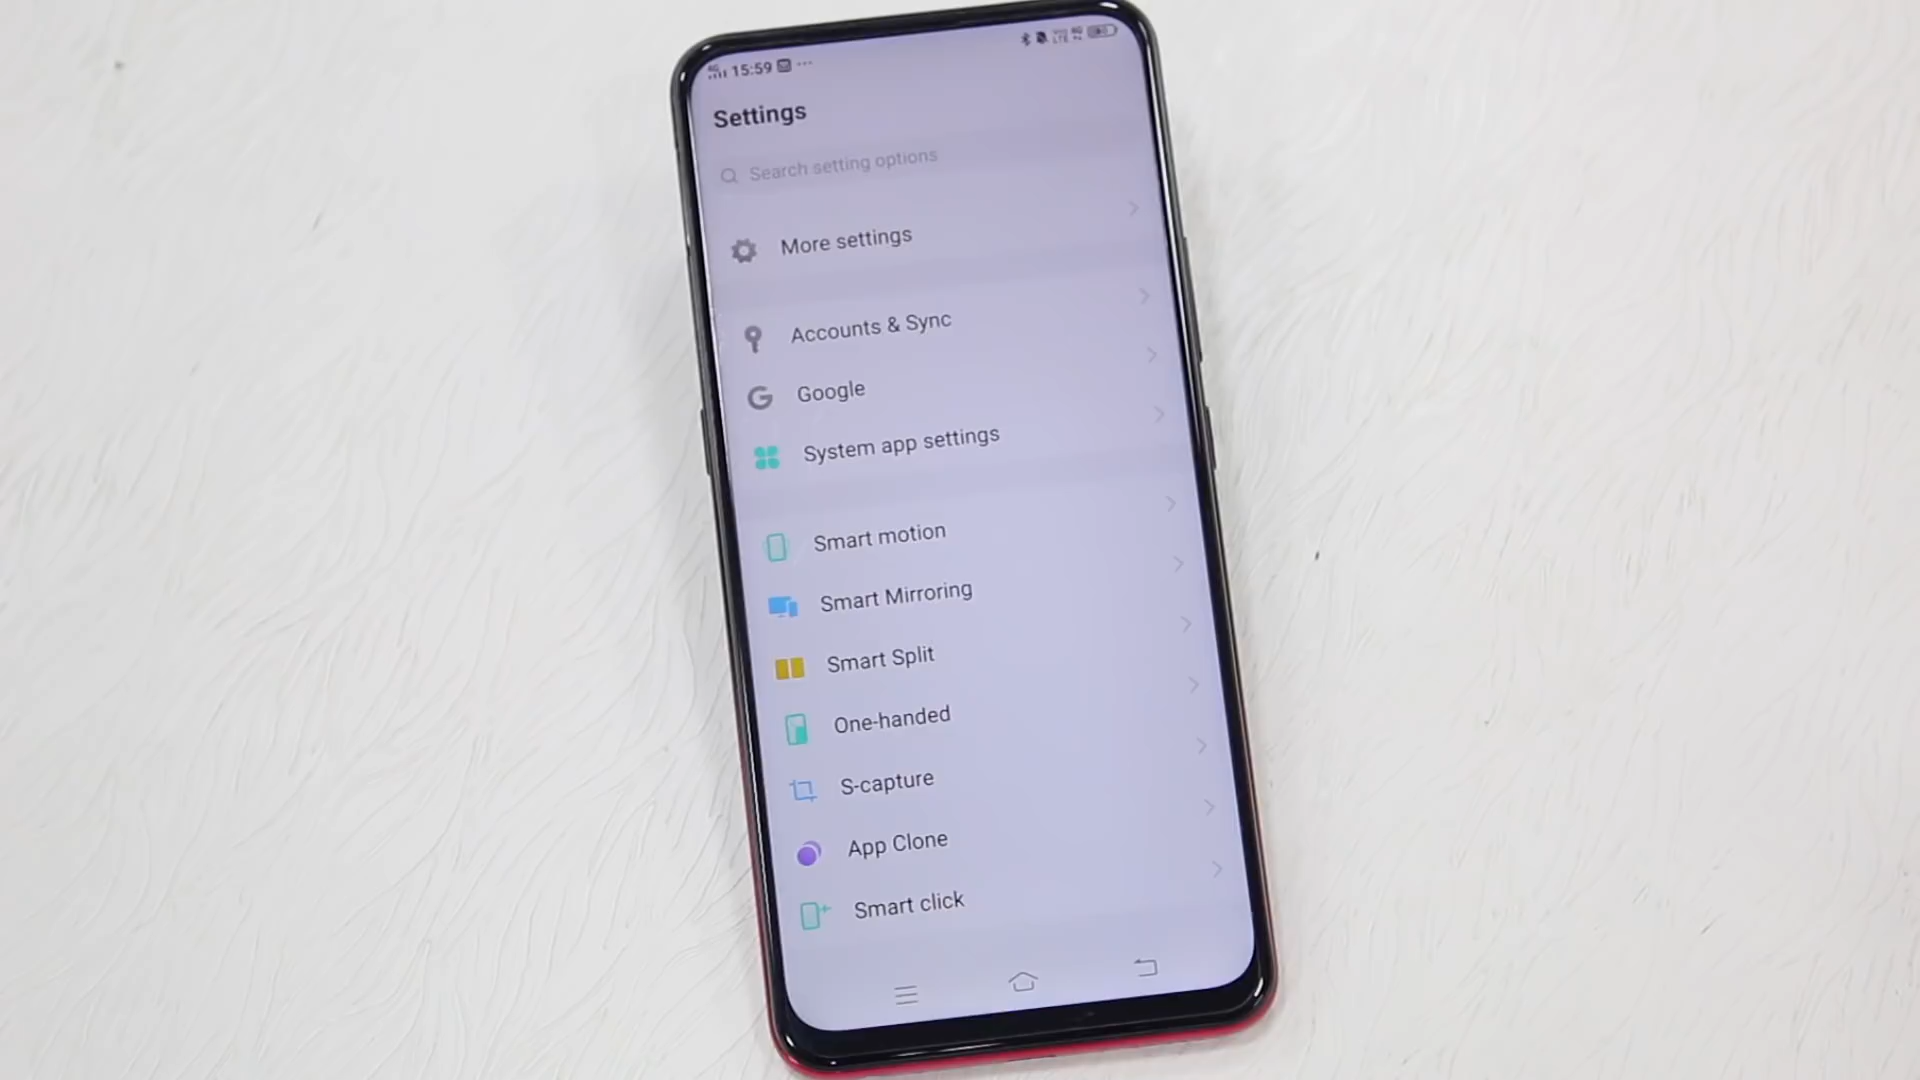 4G 15:59
Settings
Search setting options
More settings
Accounts & Sync
Google
System app settings
Smart motion
Smart Mirroring
Smart Split
One-handed
S-capture
App Clone
Smart click